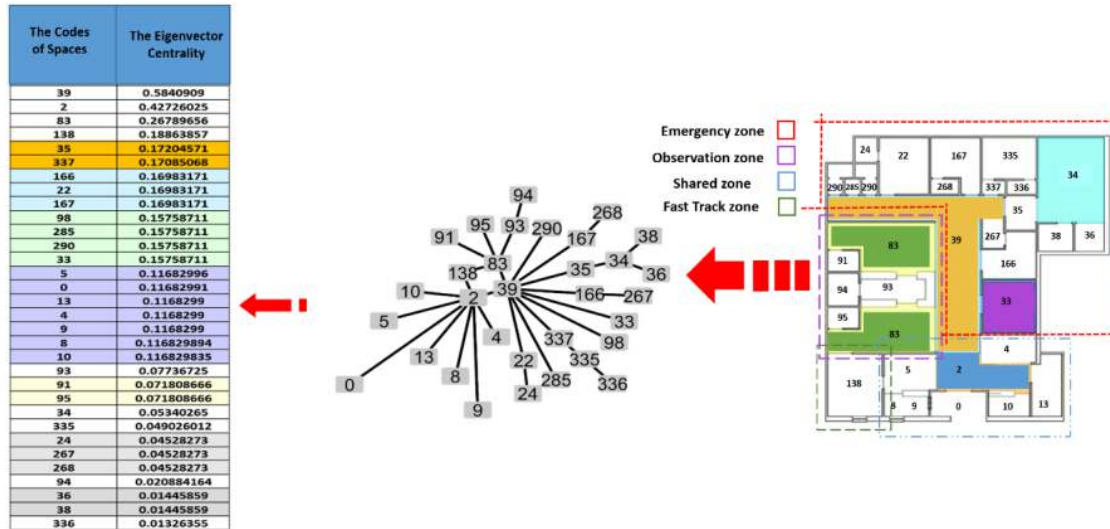 The Codes of Spaces The Eigenvector Centrality
39 0.5840909
2 0.42726025
83 0.26789656
138 0.18863857
35 0.17204571
337 0.17085068
166 0.16983171
22 0.16983171
167 0.16983171
98 0.15758711
285 0.15758711
290 0.15758711
33 0.15758711
5 0.11682996
0 0.11682991
13 0.1168299
4 0.1168299
9 0.1168299
8 0.116829894
10 0.116829835
93 0.07736725
91 0.071808666
95 0.071808666
34 0.05340265
335 0.049026012
24 0.04528273
267 0.04528273
268 0.04528273
94 0.020884164
36 0.01445859
38 0.01445859
336 0.01326355
94
95 93 290 268
91 167 38
83 34
138 35 36
39
10 2 166 267
5 33
4 337 98
13 22 335
0 8 285 336
24
9
Emergency zone
Observation zone
Shared zone
Fast Track zone
24 22 167 335
34
290 285 290 268 337 336
35
83 39 267 38 36
91 166
94 93 33
95
83 4
5 2
138
8 9 0 10 13